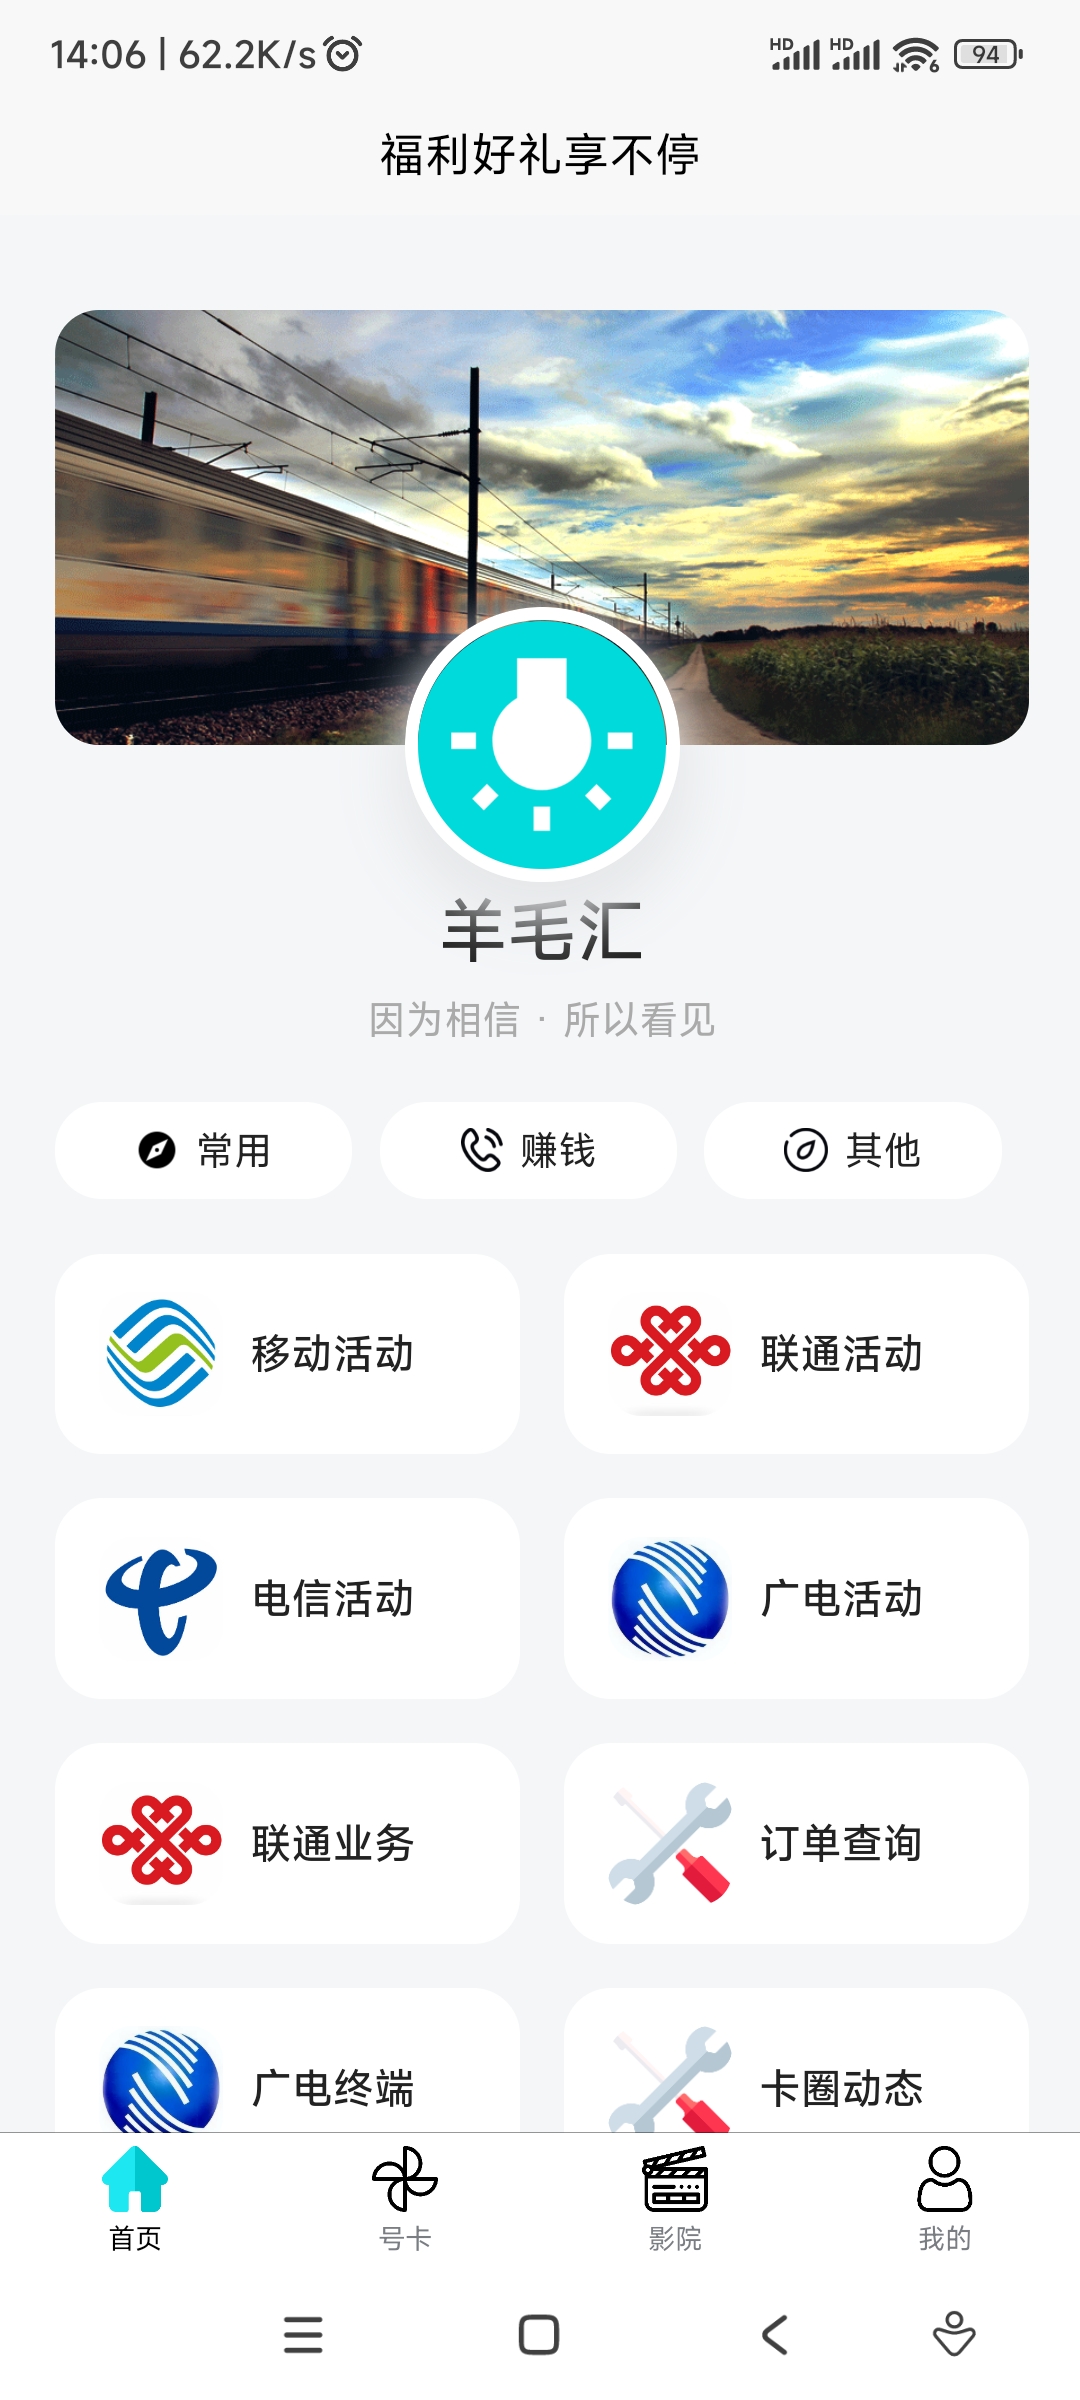 14:06 | 62.2K/s HD HD 6 94
福利好礼享不停
羊毛汇
因为相信 · 所以看见
常用 赚钱 其他
移动活动 联通活动
电信活动 广电活动
联通业务 订单查询
广电终端 卡圈动态
首页 号卡 影院 我的